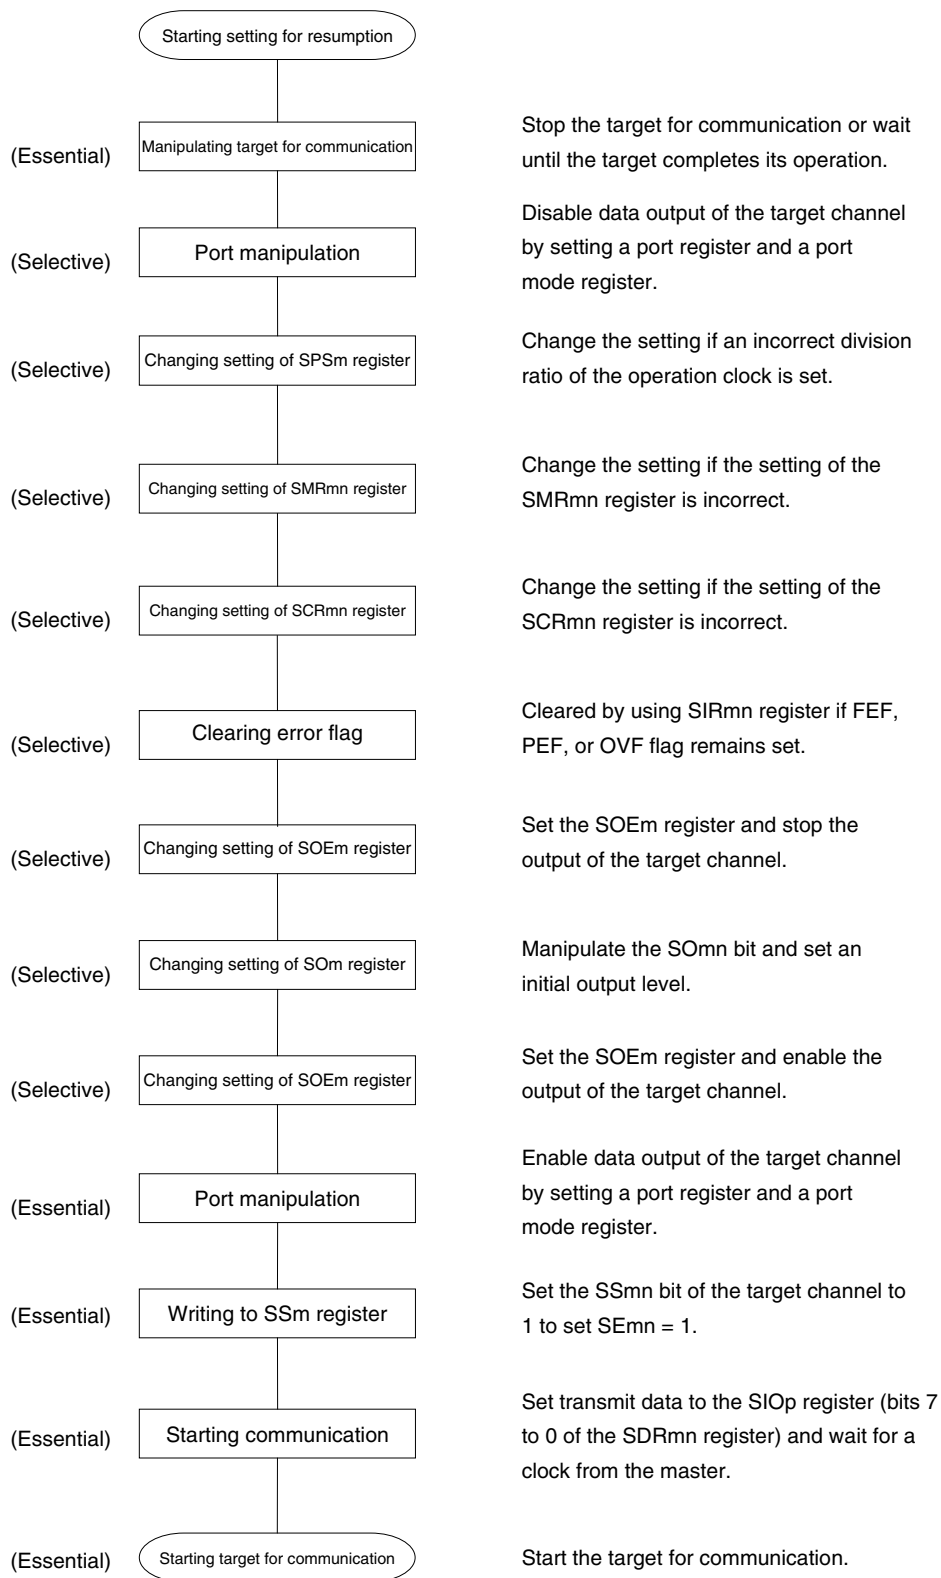 Starting setting for resumption
(Essential)
Manipulating target for communication
Stop the target for communication or wait
until the target completes its operation.
(Selective)
Port manipulation
Disable data output of the target channel
by setting a port register and a port
mode register.
(Selective)
Changing setting of SPSm register
Change the setting if an incorrect division
ratio of the operation clock is set.
(Selective)
Changing setting of SMRmn register
Change the setting if the setting of the
SMRmn register is incorrect.
(Selective)
Changing setting of SCRmn register
Change the setting if the setting of the
SCRmn register is incorrect.
(Selective)
Clearing error flag
Cleared by using SIRmn register if FEF,
PEF, or OVF flag remains set.
(Selective)
Changing setting of SOEm register
Set the SOEm register and stop the
output of the target channel.
(Selective)
Changing setting of SOm register
Manipulate the SOmn bit and set an
initial output level.
(Selective)
Changing setting of SOEm register
Set the SOEm register and enable the
output of the target channel.
(Essential)
Port manipulation
Enable data output of the target channel
by setting a port register and a port
mode register.
(Essential)
Writing to SSm register
Set the SSmn bit of the target channel to
1 to set SEmn = 1.
(Essential)
Starting communication
Set transmit data to the SIOp register (bits 7
to 0 of the SDRmn register) and wait for a
clock from the master.
(Essential)
Starting target for communication
Start the target for communication.